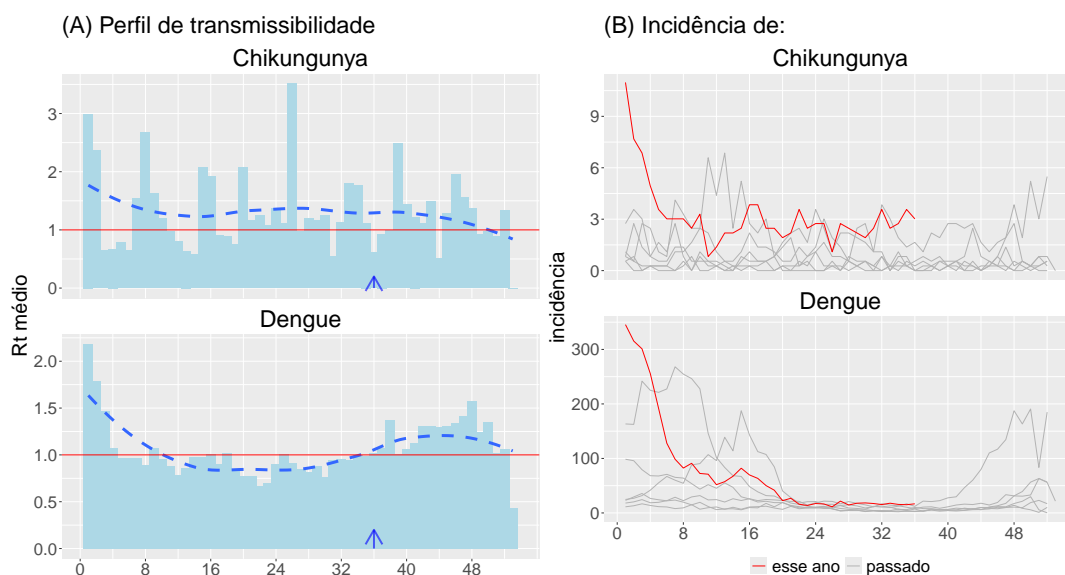 (A) Perfil de transmissibilidade
Chikungunya
3
2
1
0
Dengue
2.0
1.5
1.0
0.5
0.0
0 8 16 24 32 40 48
Rt médio
(B) Incidência de:
Chikungunya
9
6
3
0
Dengue
300
200
100
0
0 8 16 24 32 40 48
incidência
esse ano passado